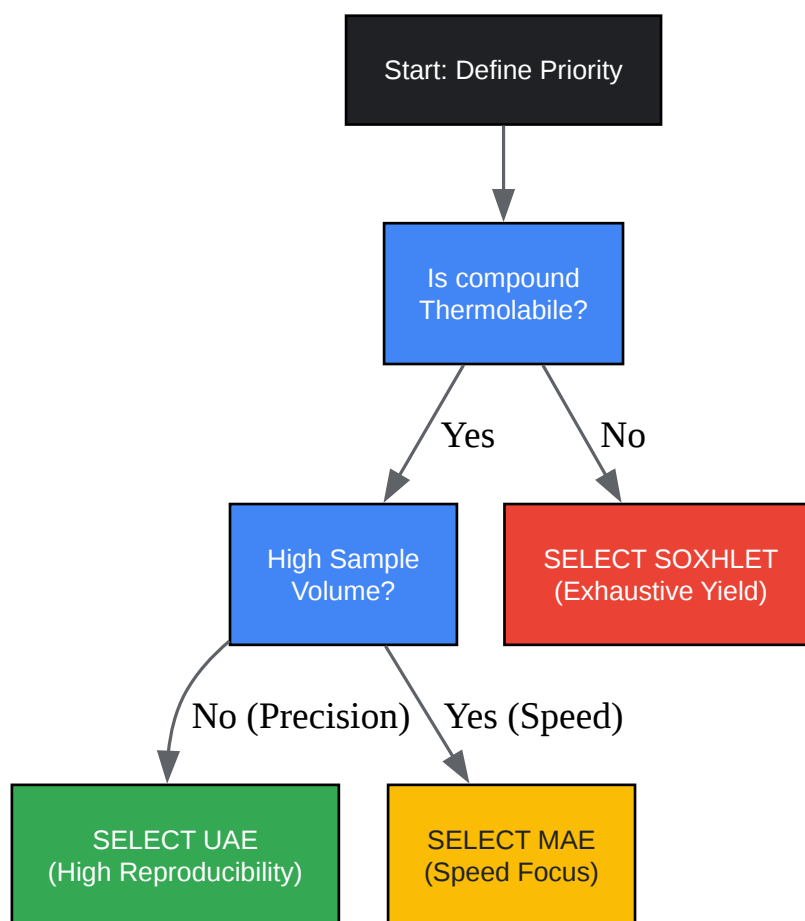 Start: Define Priority
Is compound
Thermolabile?
Yes
No
High Sample
Volume?
SELECT SOXHLET
(Exhaustive Yield)
No (Precision)
Yes (Speed)
SELECT UAE
(High Reproducibility)
SELECT MAE
(Speed Focus)